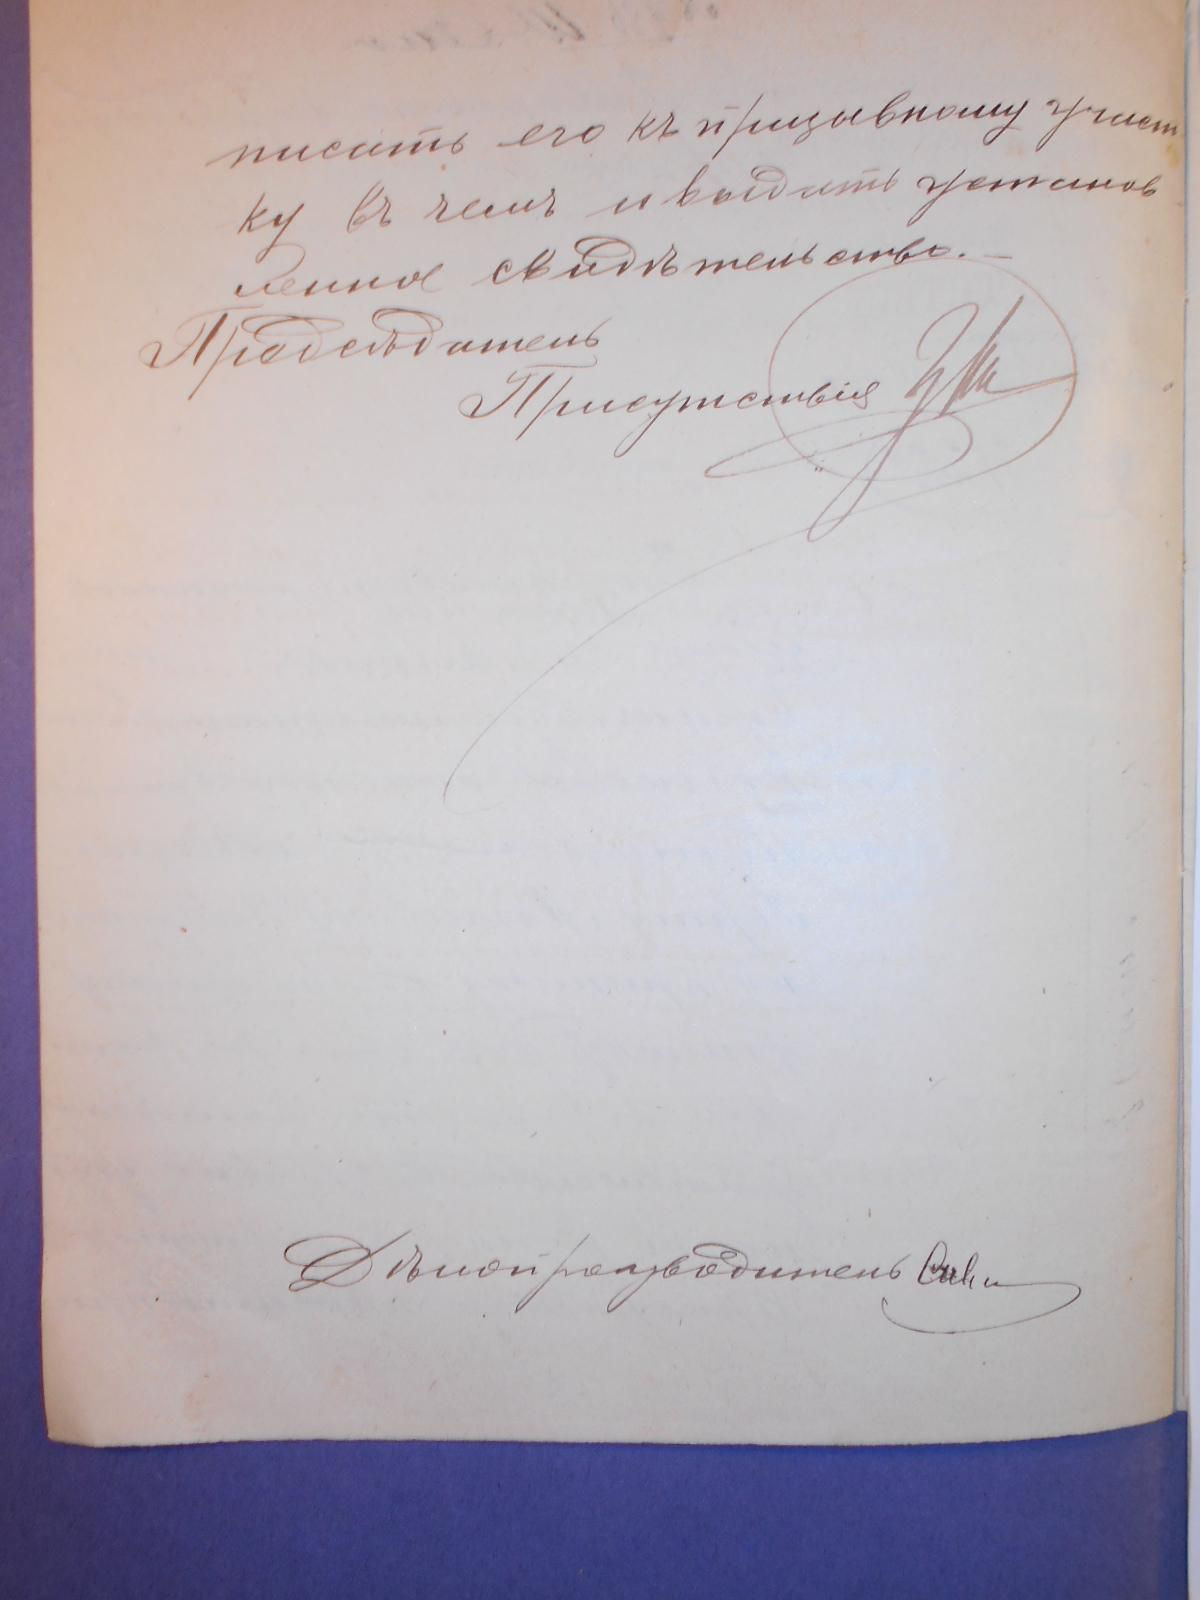 писать его къ призывному участ
ку въ чемъ и выдать установ
ленное свидѣтельство. —
Предсѣдатель
Присутствія
Дѣлопроизводитель